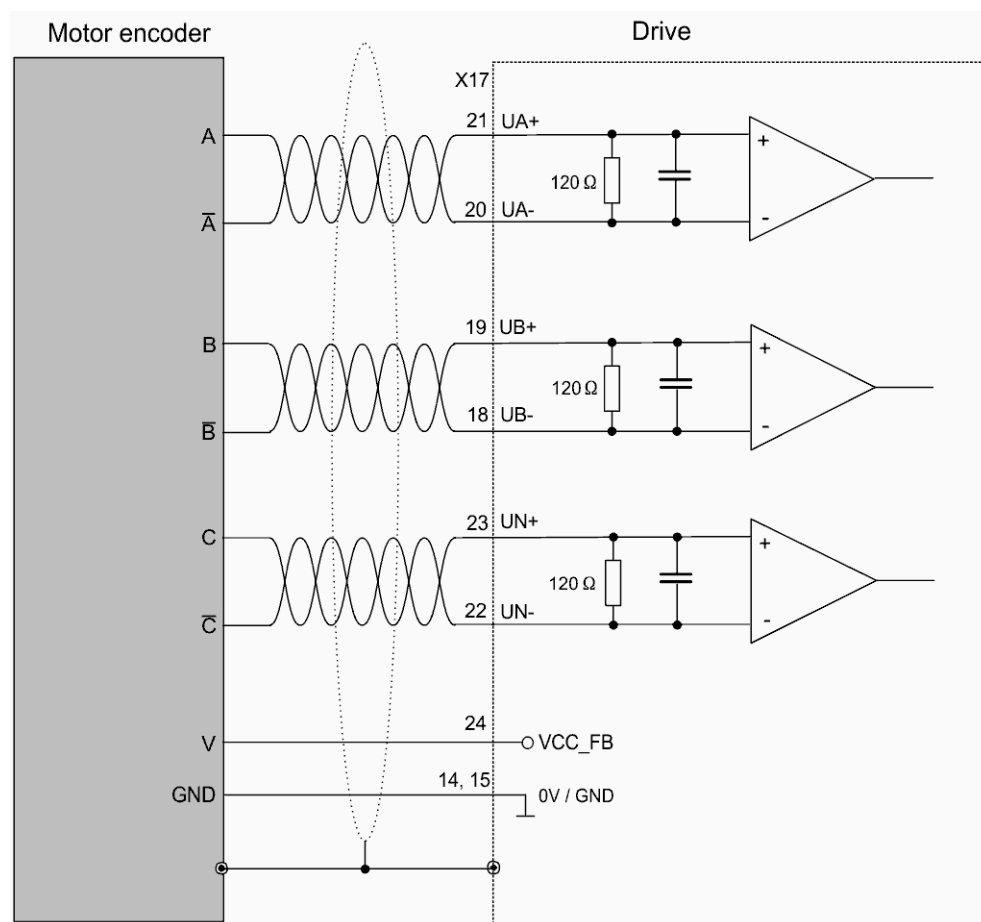 Motor encoder
Drive
X17
A
21 UA+
+
120 Ω
A̅
20 UA-
-
B
19 UB+
+
120 Ω
B̅
18 UB-
-
C
23 UN+
+
120 Ω
C̅
22 UN-
-
V
24
VCC_FB
GND
14, 15
0V / GND